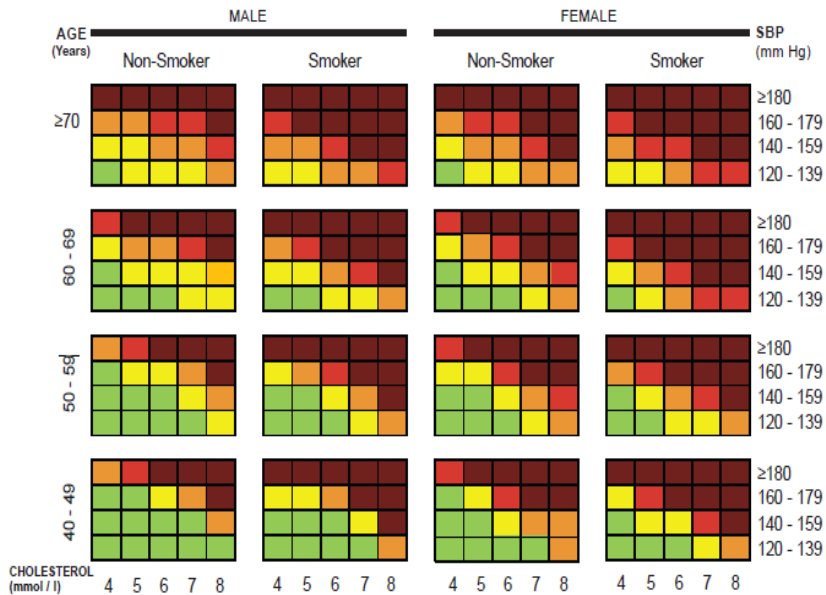 MALE FEMALE
AGE SBP
(Years) (mm Hg)
Non-Smoker Smoker Non-Smoker Smoker
≥70
≥180
160 - 179
140 - 159
120 - 139
60 - 69
≥180
160 - 179
140 - 159
120 - 139
50 - 59
≥180
160 - 179
140 - 159
120 - 139
40 - 49
≥180
160 - 179
140 - 159
120 - 139
CHOLESTEROL
(mmol / l) 4 5 6 7 8 4 5 6 7 8 4 5 6 7 8 4 5 6 7 8